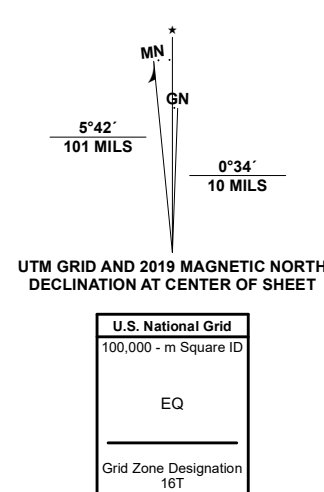 ★
MN
GN
5°42´
101 MILS
0°34´
10 MILS
UTM GRID AND 2019 MAGNETIC NORTH
DECLINATION AT CENTER OF SHEET
U.S. National Grid
100,000 - m Square ID
EQ
Grid Zone Designation
16T